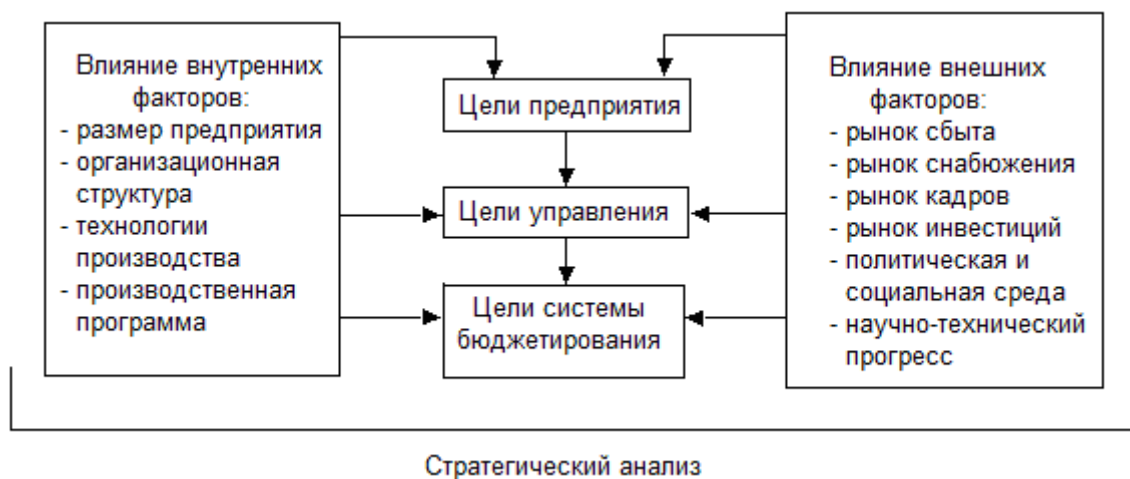 Влияние внутренних
факторов:
- размер предприятия
- организационная
структура
- технологии
производства
- производственная
программа
Цели предприятия
Цели управления
Цели системы
бюджетирования
Влияние внешних
факторов:
- рынок сбыта
- рынок снабюжения
- рынок кадров
- рынок инвестиций
- политическая и
социальная среда
- научно-технический
прогресс
Стратегический анализ